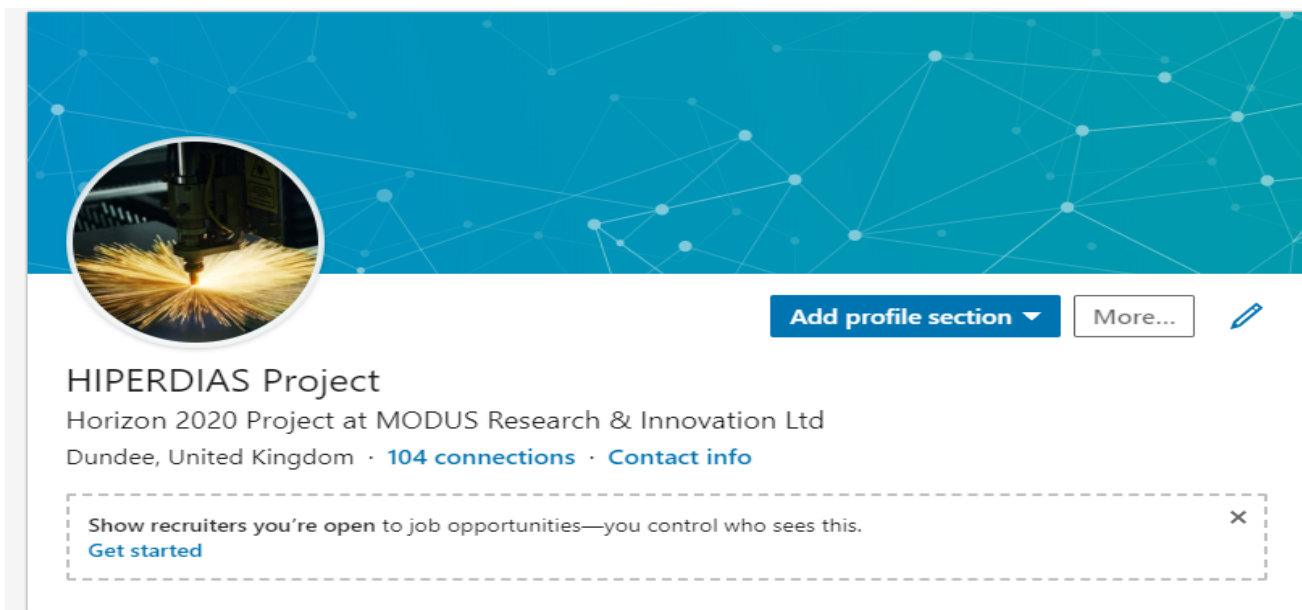 Add profile section
More...
HIPERDIAS Project
Horizon 2020 Project at MODUS Research & Innovation Ltd
Dundee, United Kingdom · 104 connections · Contact info
Show recruiters you’re open to job opportunities—you control who sees this.
Get started